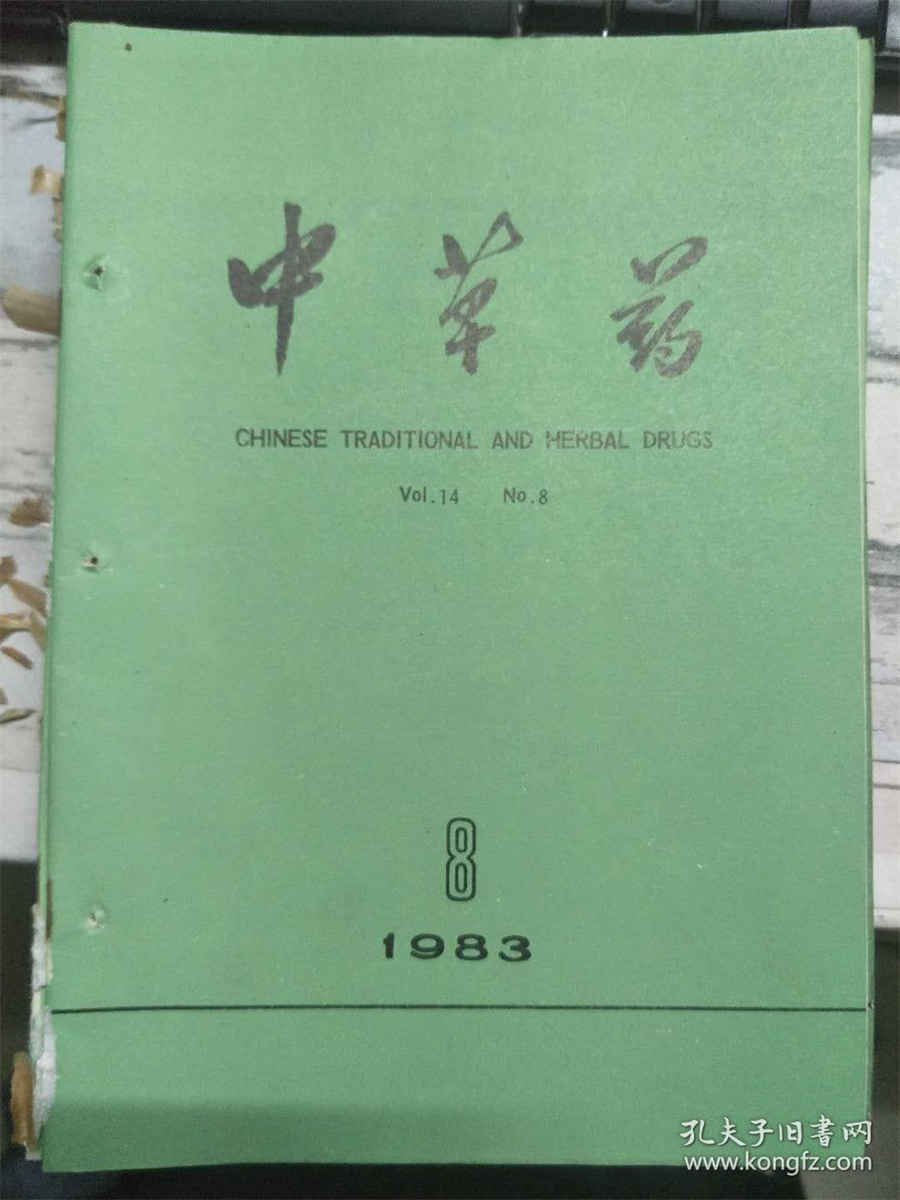 中草药
CHINESE TRADITIONAL AND HERBAL DRUGS
Vol.14 No.8
8
1983
孔夫子旧書网
www.kongfz.com